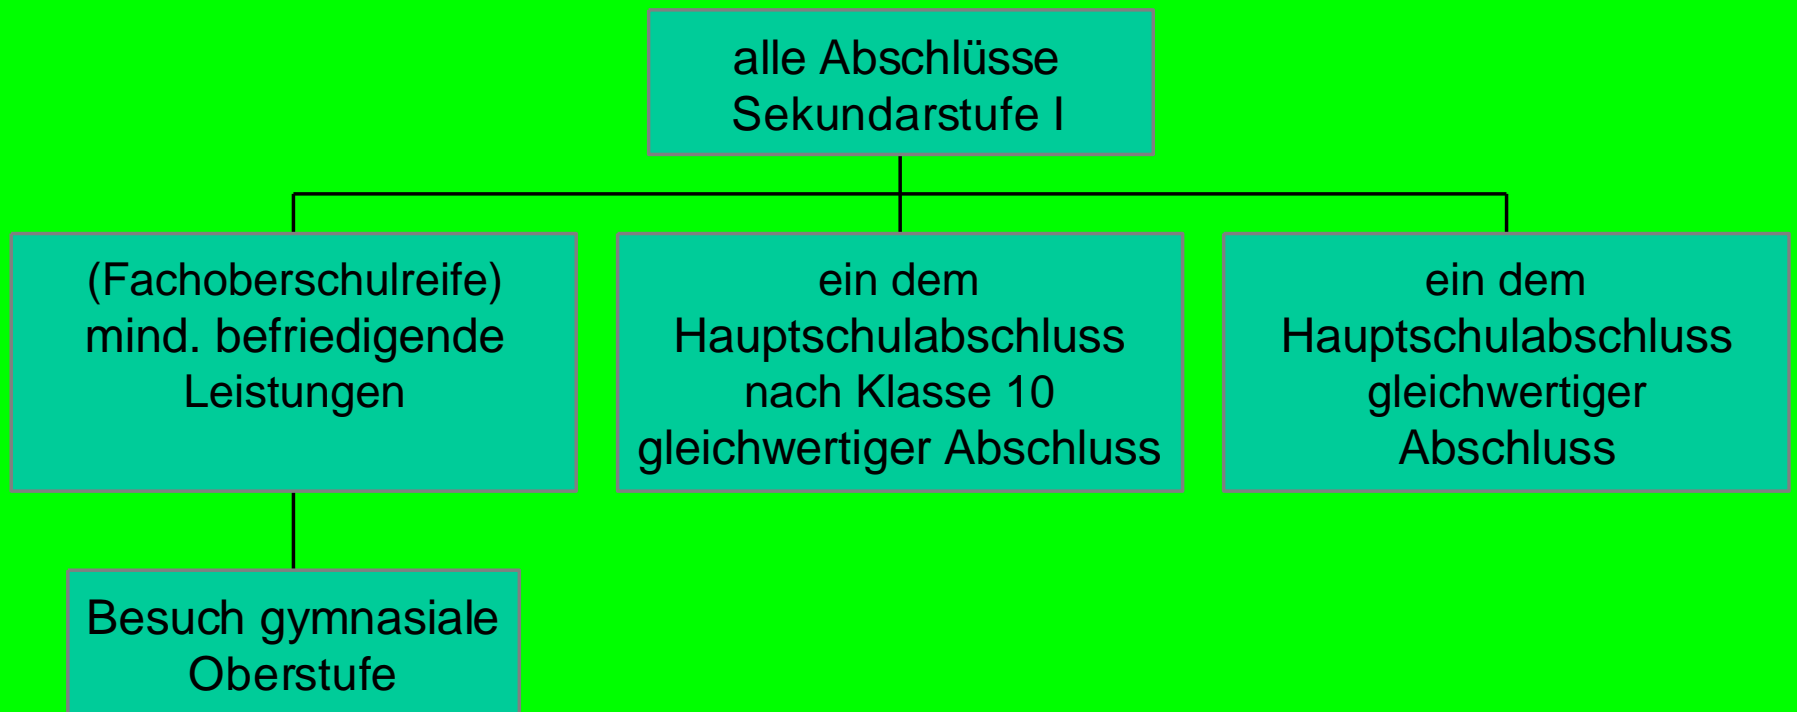 alle Abschlüsse
Sekundarstufe I
(Fachoberschulreife)
mind. befriedigende
Leistungen
ein dem
Hauptschulabschluss
nach Klasse 10
gleichwertiger Abschluss
ein dem
Hauptschulabschluss
gleichwertiger
Abschluss
Besuch gymnasiale
Oberstufe